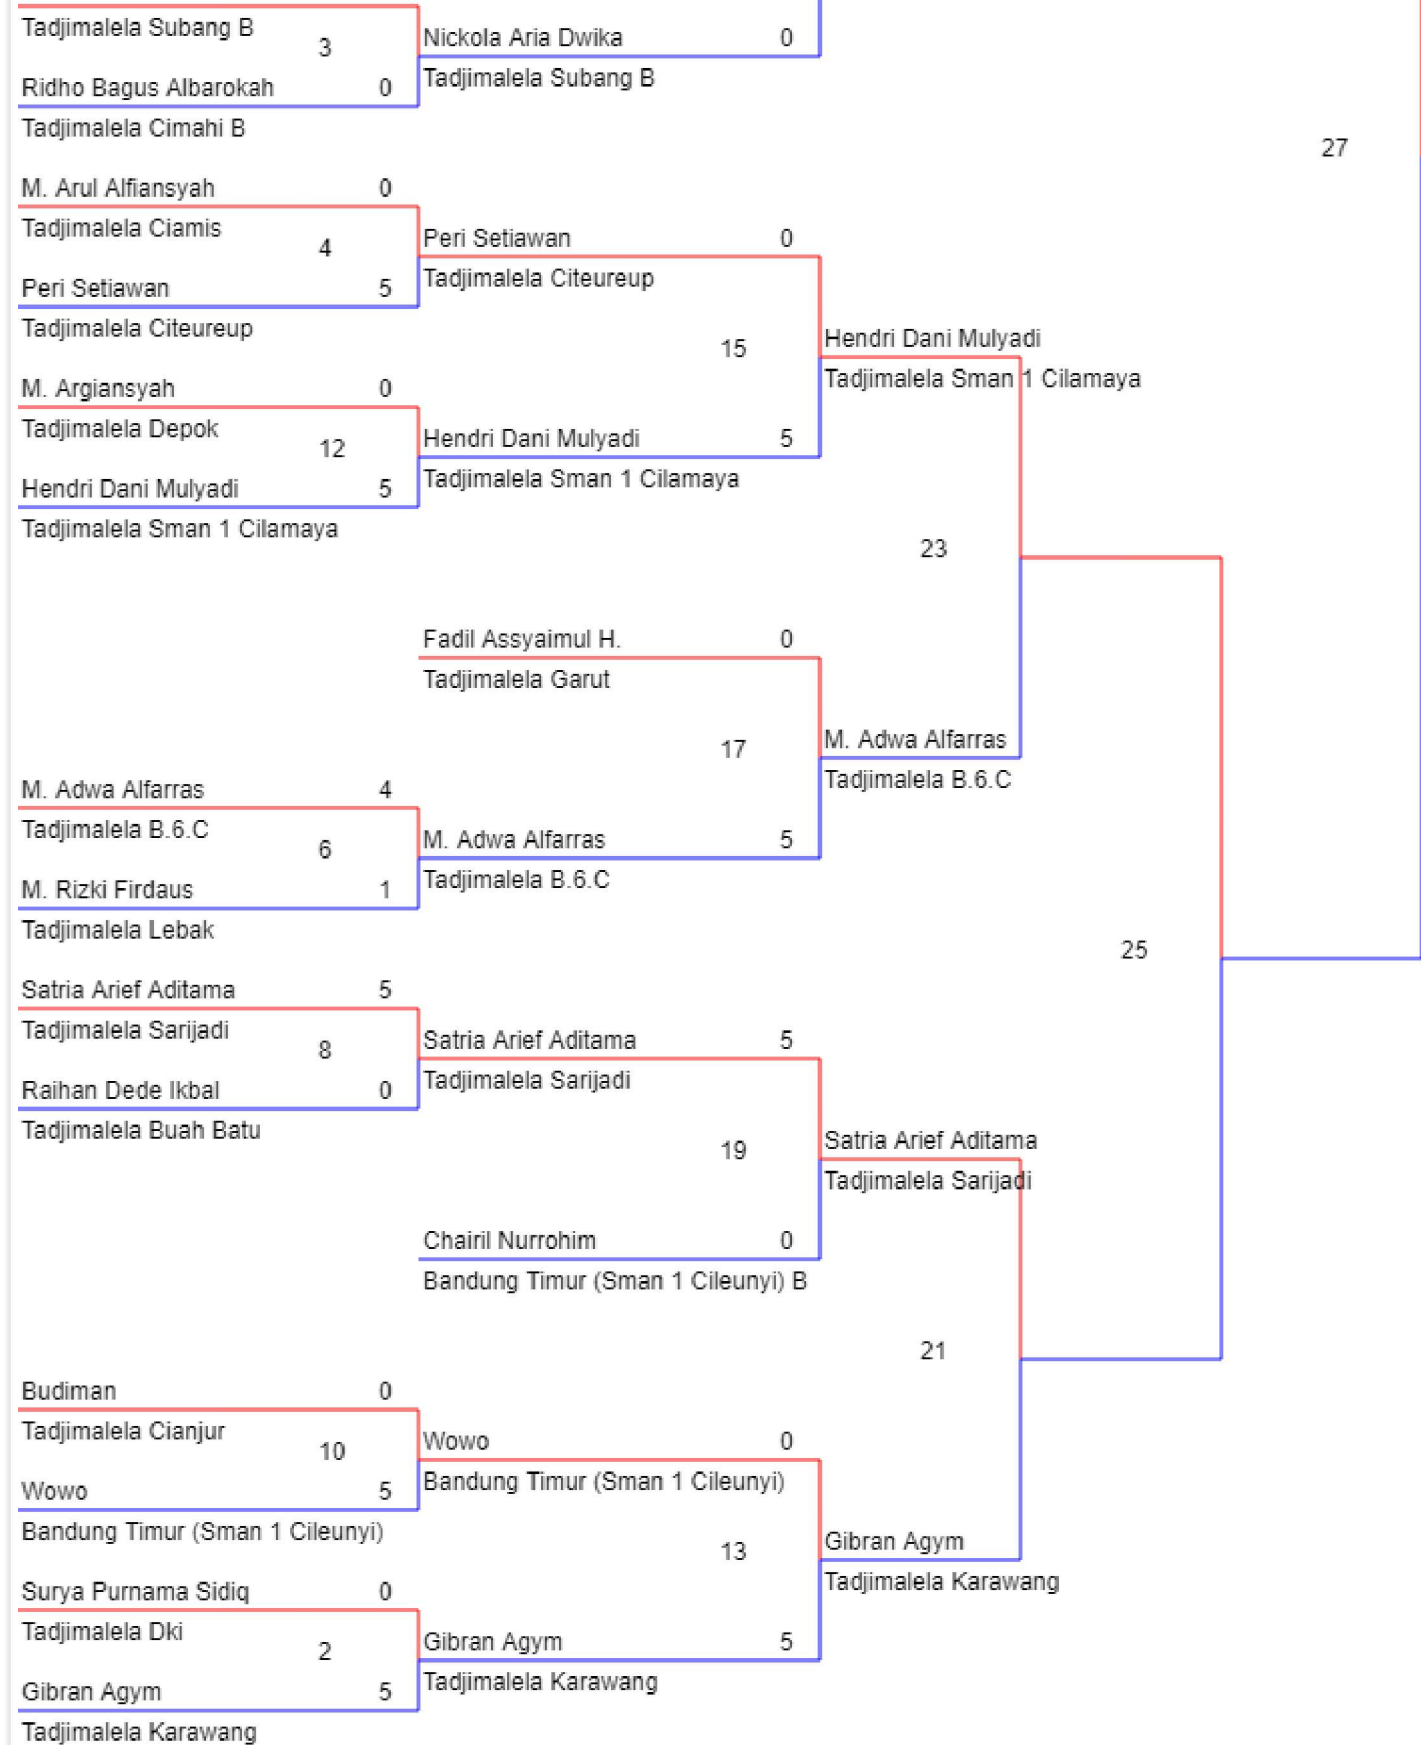 Tadjimalela Subang B
3
Nickola Aria Dwika 0
Ridho Bagus Albarokah 0
Tadjimalela Subang B
Tadjimalela Cimahi B
27
M. Arul Alfiansyah 0
Tadjimalela Ciamis
4
Peri Setiawan 0
Tadjimalela Citeureup
Peri Setiawan 5
Tadjimalela Citeureup
15
Hendri Dani Mulyadi
Tadjimalela Sman 1 Cilamaya
M. Argiansyah 0
Tadjimalela Depok
12
Hendri Dani Mulyadi 5
Tadjimalela Sman 1 Cilamaya
Hendri Dani Mulyadi 5
Tadjimalela Sman 1 Cilamaya
23
Fadil Assyaimul H. 0
Tadjimalela Garut
17
M. Adwa Alfarras
Tadjimalela B.6.C
M. Adwa Alfarras 4
Tadjimalela B.6.C
6
M. Adwa Alfarras 5
Tadjimalela B.6.C
M. Rizki Firdaus 1
Tadjimalela Lebak
25
Satria Arief Aditama 5
Tadjimalela Sarijadi
8
Satria Arief Aditama 5
Tadjimalela Sarijadi
Raihan Dede Ikbal 0
Tadjimalela Buah Batu
19
Satria Arief Aditama
Tadjimalela Sarijadi
Chairil Nurrohim 0
Bandung Timur (Sman 1 Cileunyi) B
21
Budiman 0
Tadjimalela Cianjur
10
Wowo 0
Bandung Timur (Sman 1 Cileunyi)
Wowo 5
Bandung Timur (Sman 1 Cileunyi)
13
Gibran Agym
Tadjimalela Karawang
Surya Purnama Sidiq 0
Tadjimalela Dki
2
Gibran Agym 5
Tadjimalela Karawang
Gibran Agym 5
Tadjimalela Karawang